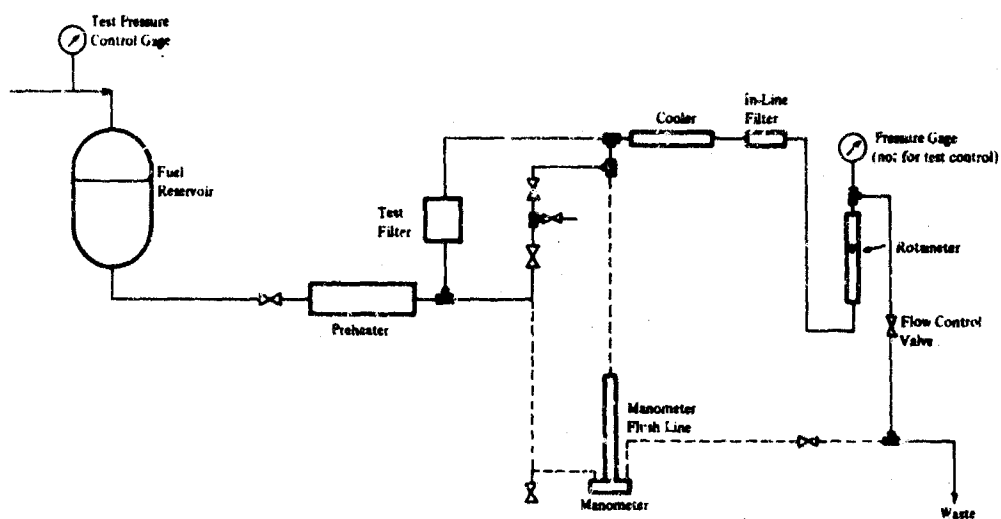 Test Pressure
Control Gage
Fuel
Reservoir
Preheater
Test
Filter
Cooler
In-Line
Filter
Pressure Gage
(not for test control)
Rotameter
Flow Control
Valve
Manometer
Flush Line
Manometer
Waste